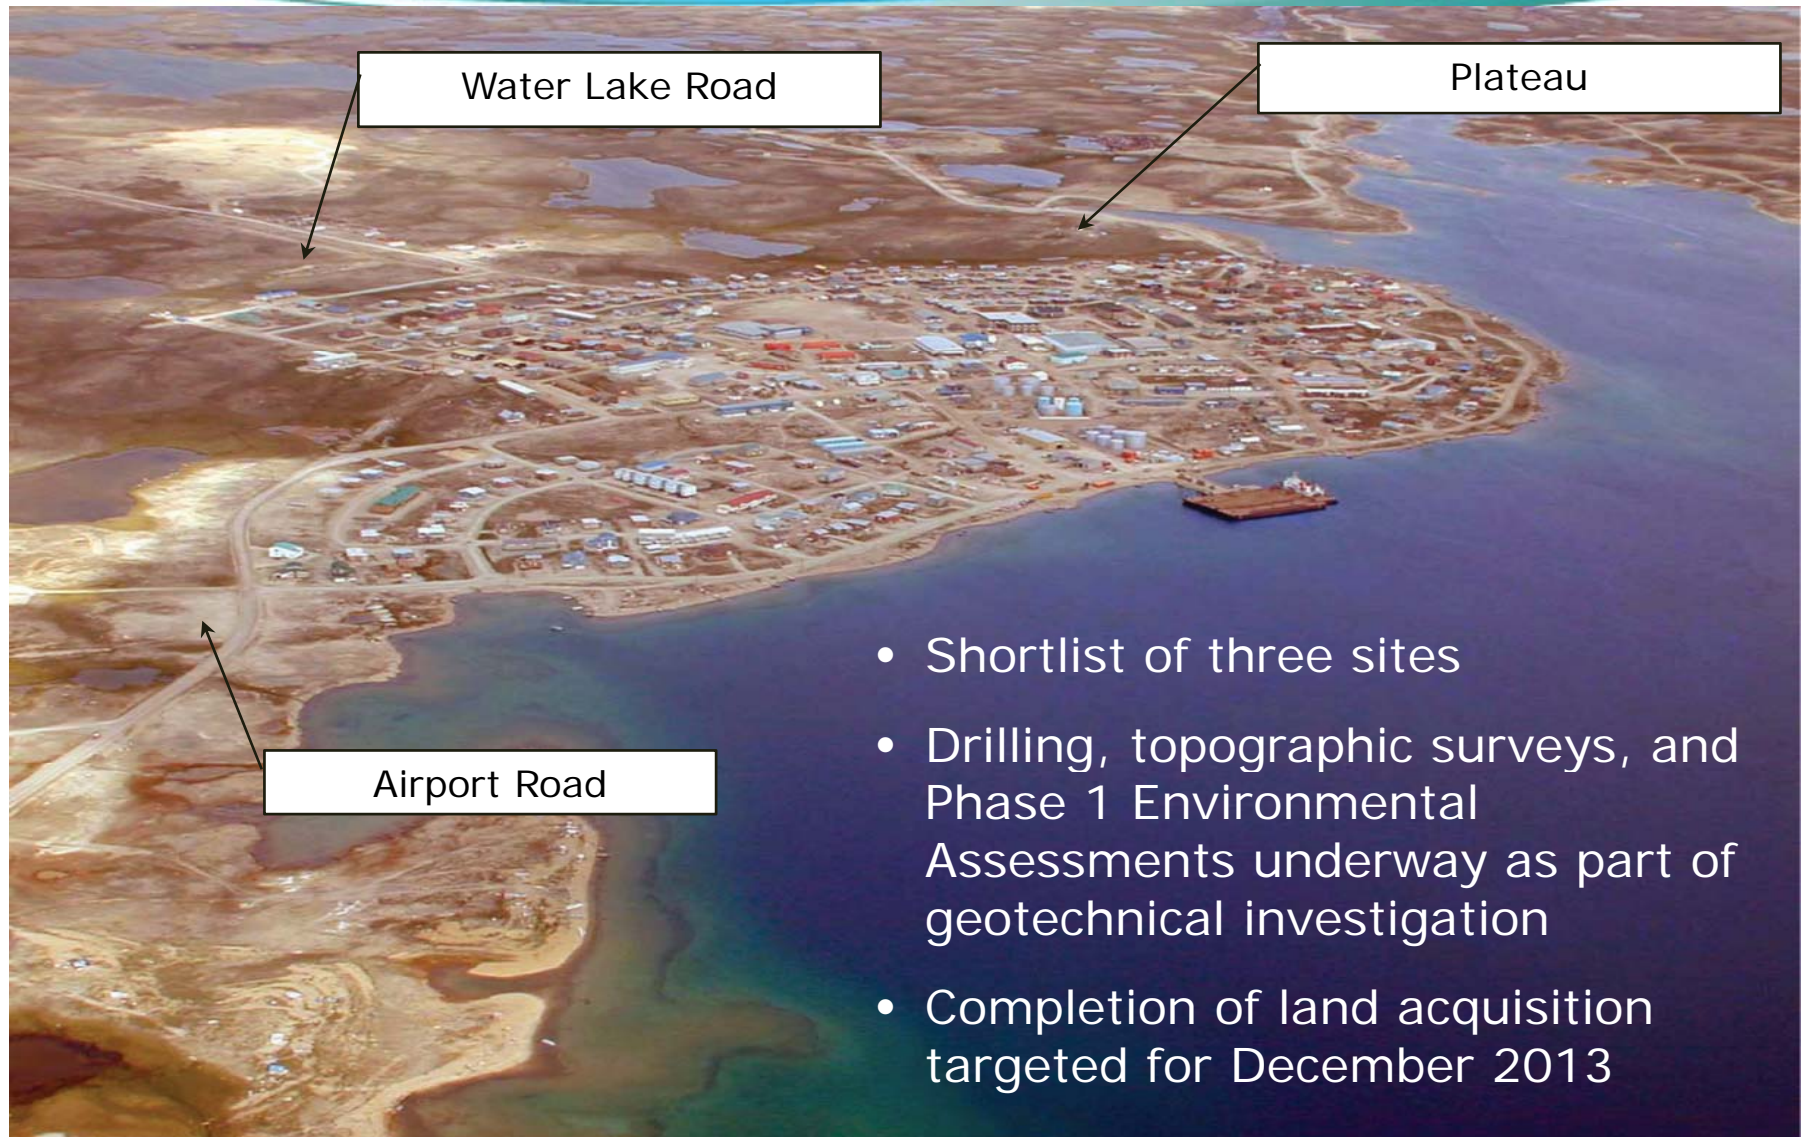 Water Lake Road
Plateau
Airport Road
• Shortlist of three sites
• Drilling, topographic surveys, and
Phase 1 Environmental
Assessments underway as part of
geotechnical investigation
• Completion of land acquisition
targeted for December 2013